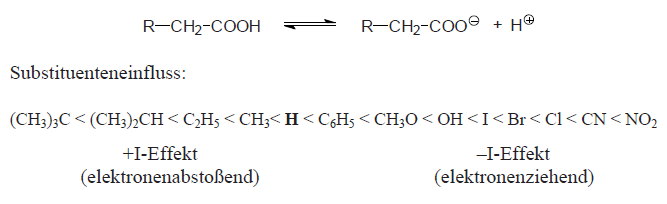 R–CH₂-COOH ⇌ R–CH₂-COO⊖ + H⊕
Substituenteneinfluss:
(CH₃)₃C < (CH₃)₂CH < C₂H₅ < CH₃< H < C₆H₅ < CH₃O < OH < I < Br < Cl < CN < NO₂
+I-Effekt –I-Effekt
(elektronenabstoßend) (elektronenziehend)